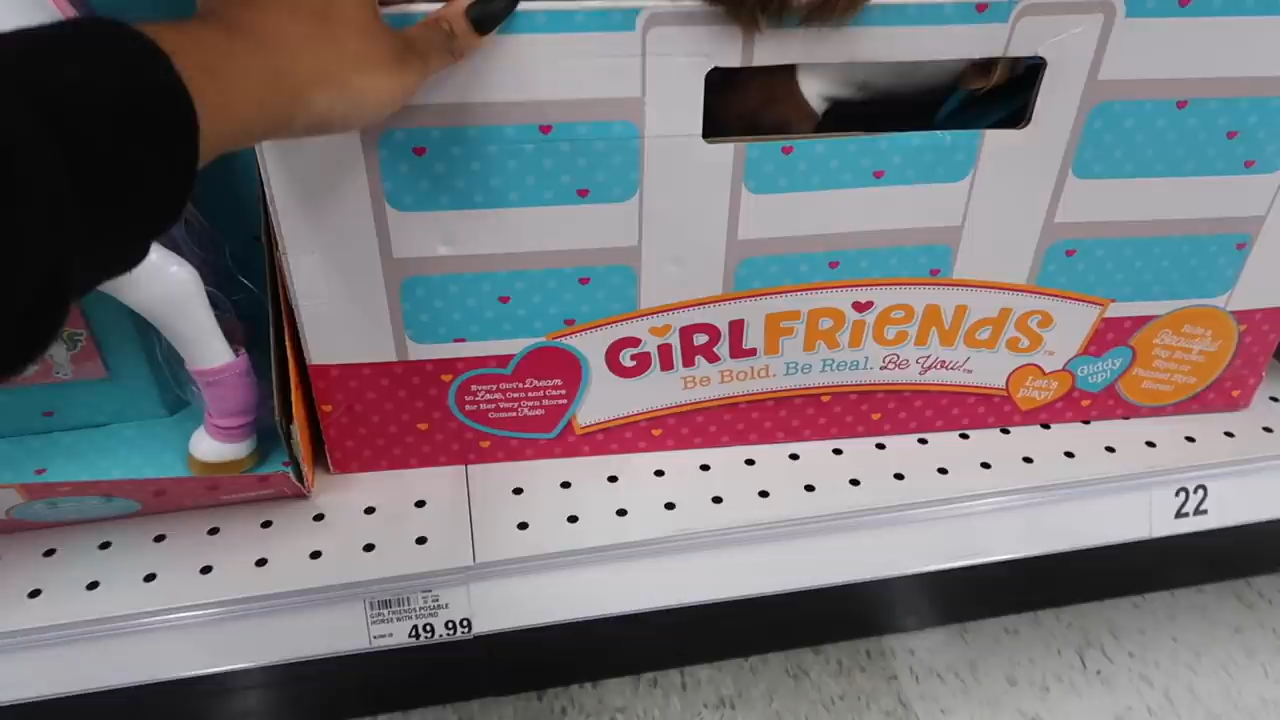 GiRLFRiENdS
Be Bold. Be Real. Be You!
Every Girl's Dream
to Love, Own and Care
for Her Very Own Horse
Comes True!
Let's
play!
Giddy
up!
Beautiful
22
GIRL FRIENDS POSABLE
HORSE WITH SOUND
49.99